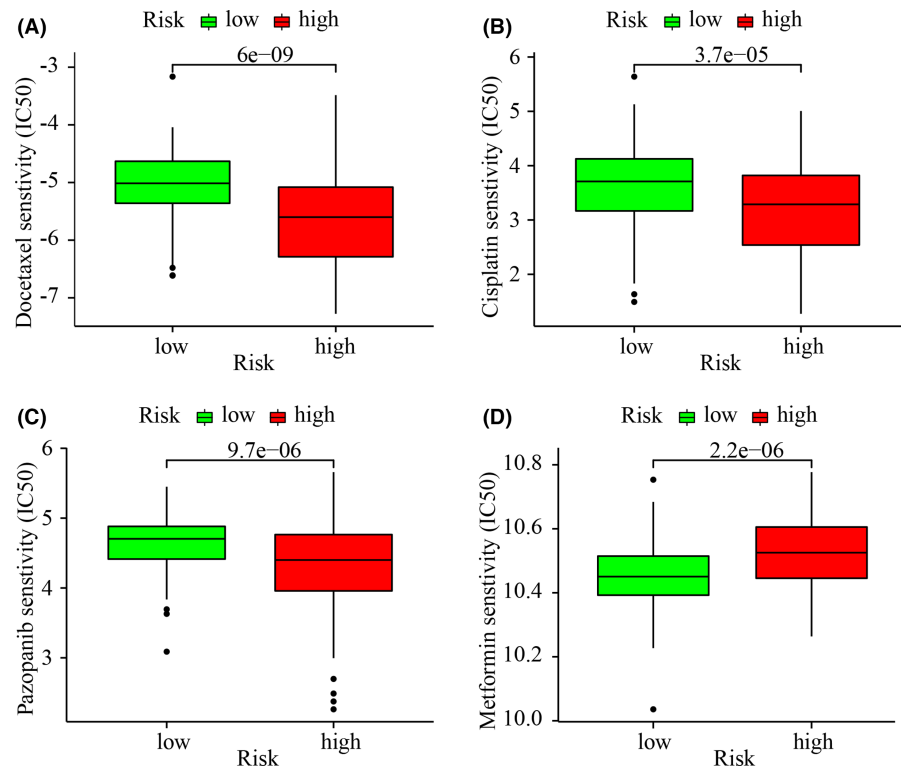 (A)
Risk low high
6e−09
Docetaxel senstivity (IC50)
-3
-4
-5
-6
-7
low high
Risk
(B)
Risk low high
3.7e−05
Cisplatin senstivity (IC50)
6
5
4
3
2
low high
Risk
(C)
Risk low high
9.7e−06
Pazopanib senstivity (IC50)
6
5
4
3
low high
Risk
(D)
Risk low high
2.2e−06
Metformin senstivity (IC50)
10.8
10.6
10.4
10.2
10.0
low high
Risk